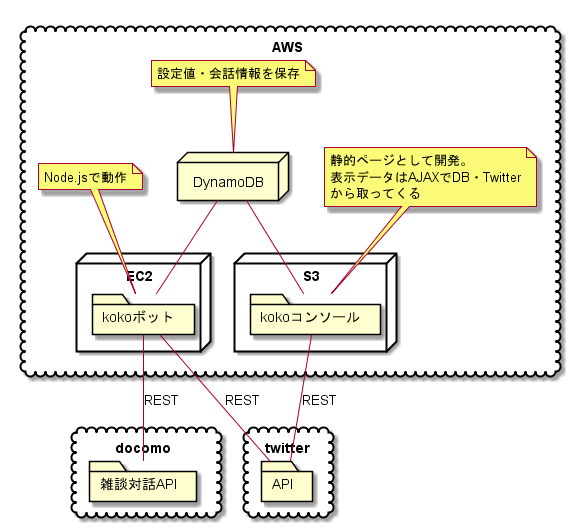 AWS
設定値・会話情報を保存
Node.jsで動作
DynamoDB
静的ページとして開発。
表示データはAJAXでDB・Twitter
から取ってくる
EC2
S3
kokoボット
kokoコンソール
REST
REST
REST
docomo
twitter
雑談対話API
API